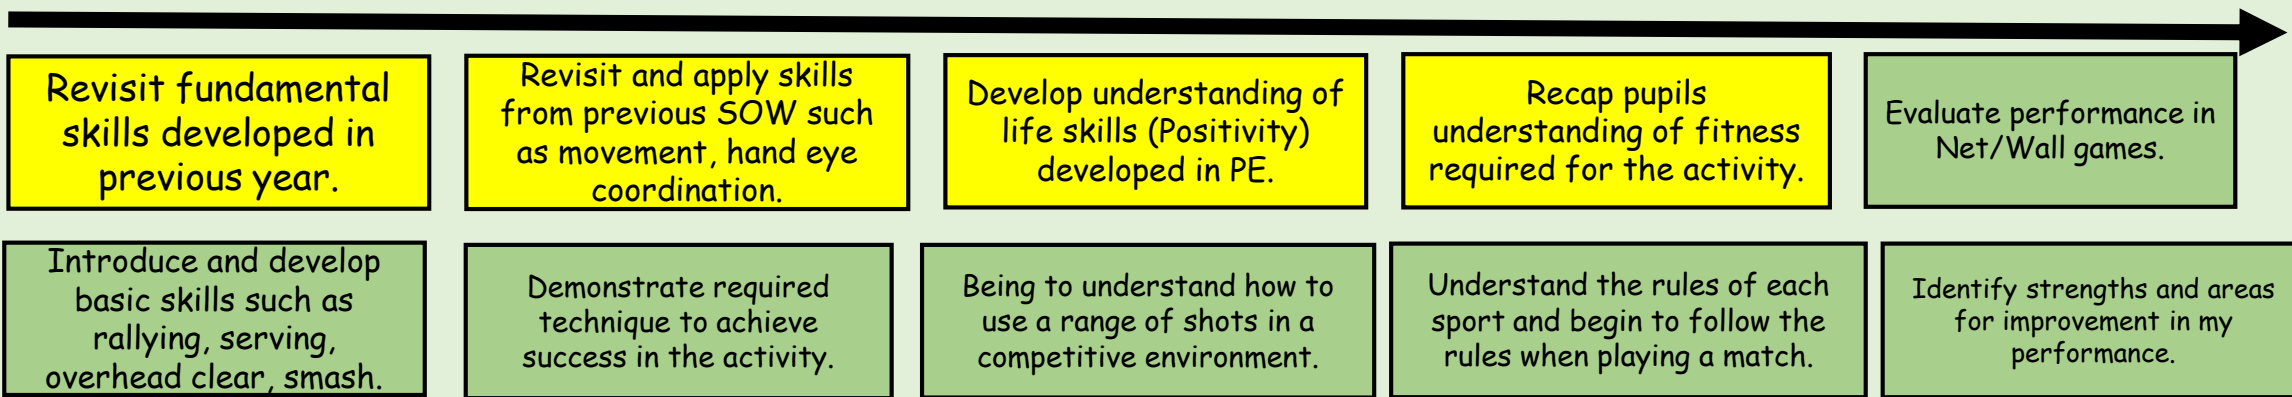 Revisit fundamental
skills developed in
previous year.
Revisit and apply skills
from previous SOW such
as movement, hand eye
coordination.
Develop understanding of
life skills (Positivity)
developed in PE.
Recap pupils
understanding of fitness
required for the activity.
Evaluate performance in
Net/Wall games.
Introduce and develop
basic skills such as
rallying, serving,
overhead clear, smash.
Demonstrate required
technique to achieve
success in the activity.
Being to understand how to
use a range of shots in a
competitive environment.
Understand the rules of each
sport and begin to follow the
rules when playing a match.
Identify strengths and areas
for improvement in my
performance.